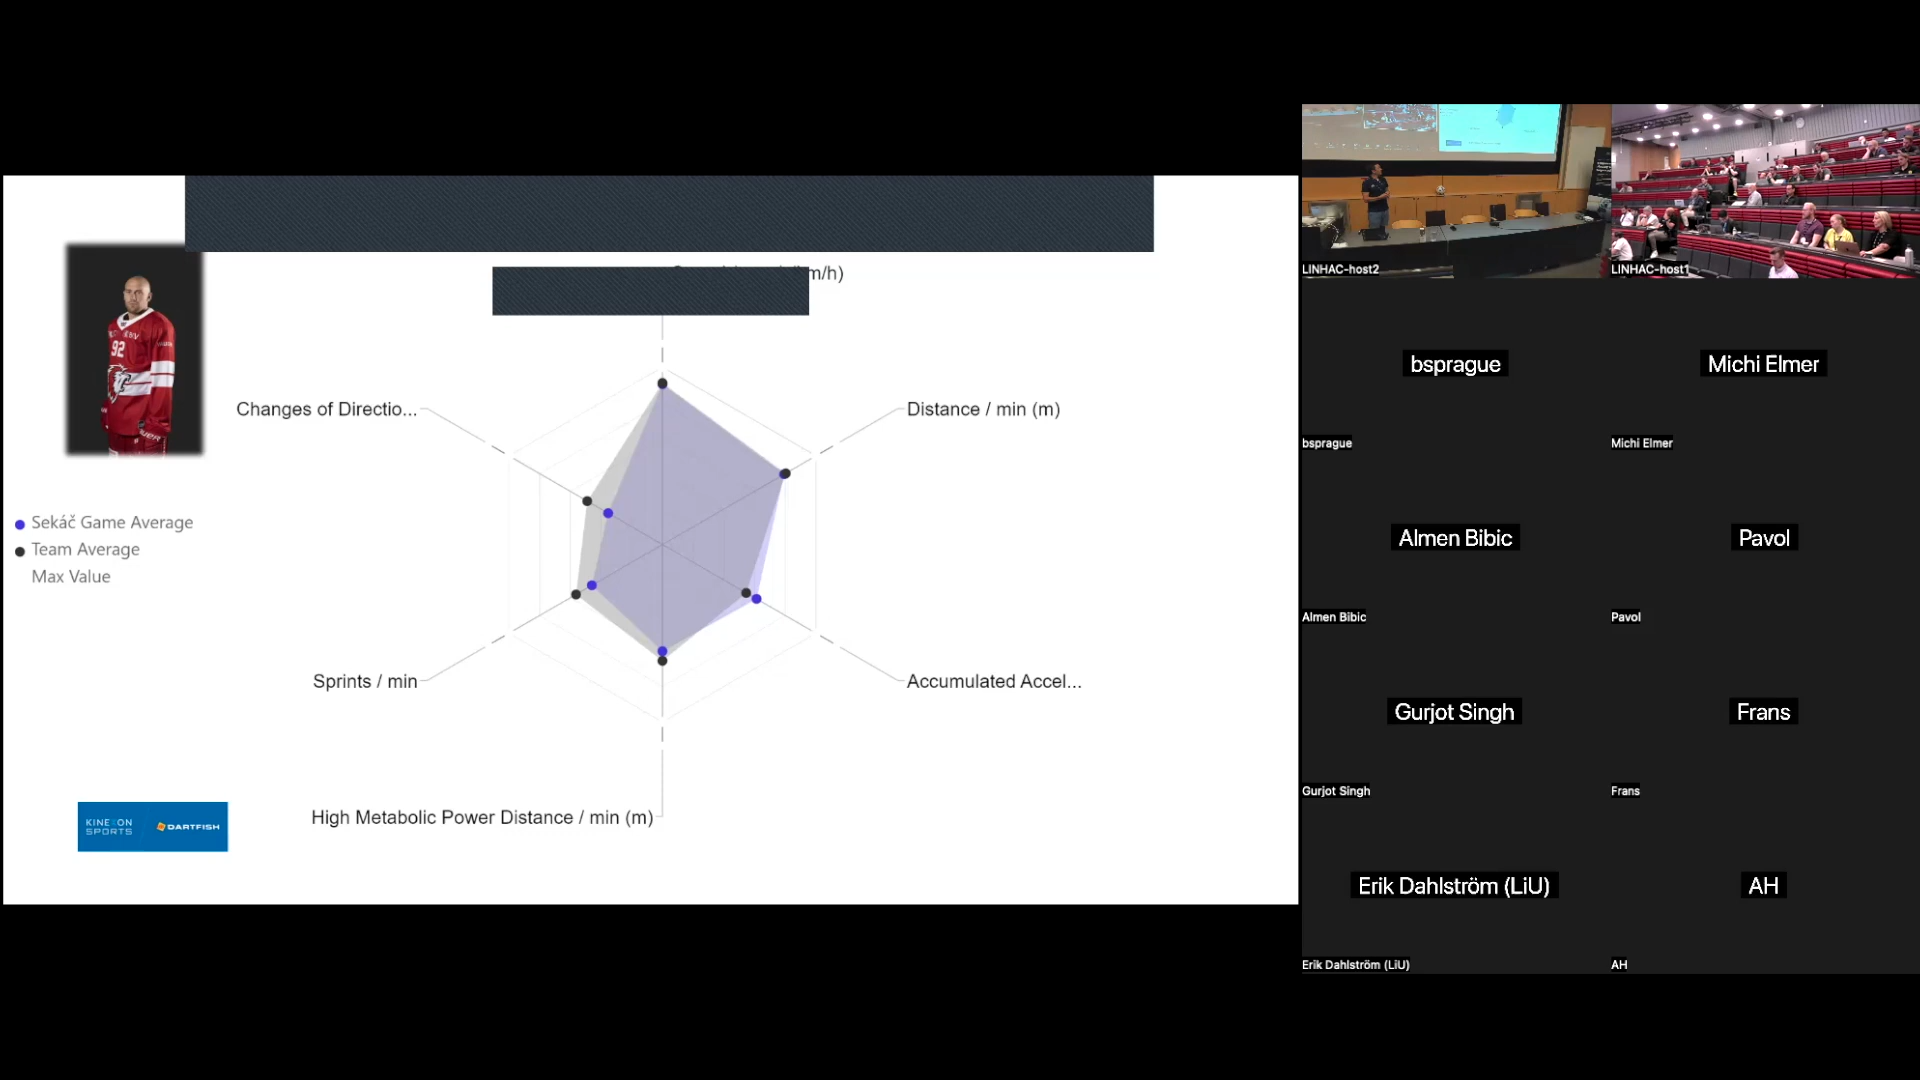 m/h)
Changes of Directio...
Distance / min (m)
92
Sekáč Game Average
Team Average
Max Value
Sprints / min
Accumulated Accel...
High Metabolic Power Distance / min (m)
KINEXON
SPORTS
DARTFISH
LINHAC-host2
LINHAC-host1
bsprague
Michi Elmer
bsprague
Michi Elmer
Almen Bibic
Pavol
Almen Bibic
Pavol
Gurjot Singh
Frans
Gurjot Singh
Frans
Erik Dahlström (LiU)
AH
Erik Dahlström (LiU)
AH